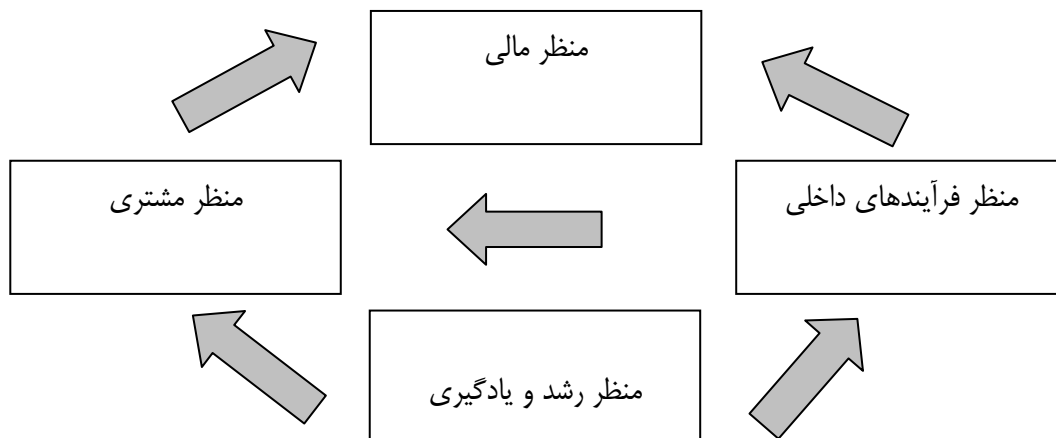 منظر مالی
منظر فرآیندهای داخلی
منظر مشتری
منظر رشد و یادگیری